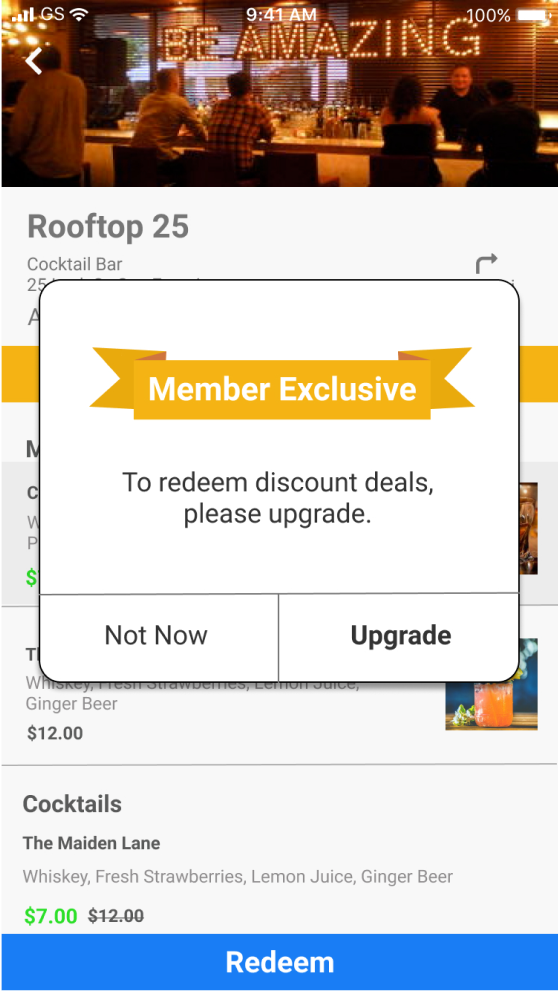 GS
9:41 AM
100%
BE AMAZING
Rooftop 25
Cocktail Bar
25
A
Member Exclusive
M
To redeem discount deals,
please upgrade.
C
W
P
$
Not Now
Upgrade
Whiskey, Fresh Strawberries, Lemon Juice,
Ginger Beer
$12.00
Cocktails
The Maiden Lane
Whiskey, Fresh Strawberries, Lemon Juice, Ginger Beer
$7.00 $12.00
Redeem